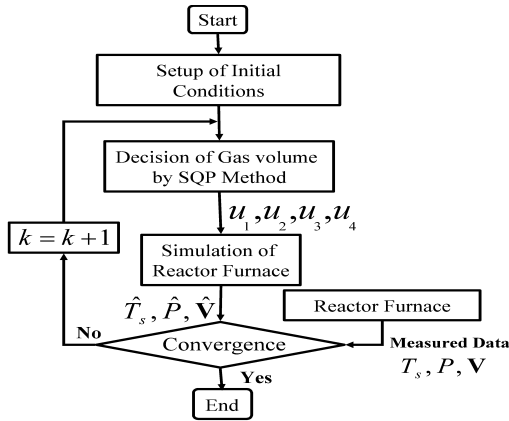 Start
Setup of Initial
Conditions
Decision of Gas volume
by SQP Method
u₁,u₂,u₃,u₄
k = k + 1
Simulation of
Reactor Furnace
T̂ₛ, P̂, V̂
Reactor Furnace
No
Convergence
Measured Data
Tₛ, P, V
Yes
End